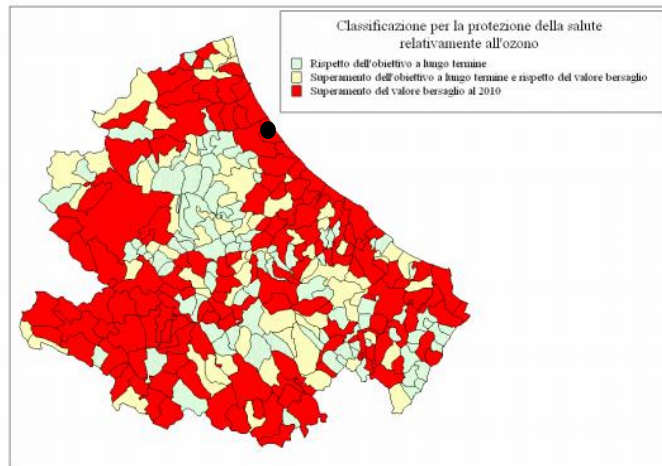 Classificazione per la protezione della salute
relativamente all'ozono
Rispetto dell'obiettivo a lungo termine
Superamento dell'obiettivo a lungo termine e rispetto del valore bersaglio
Superamento del valore bersaglio al 2010